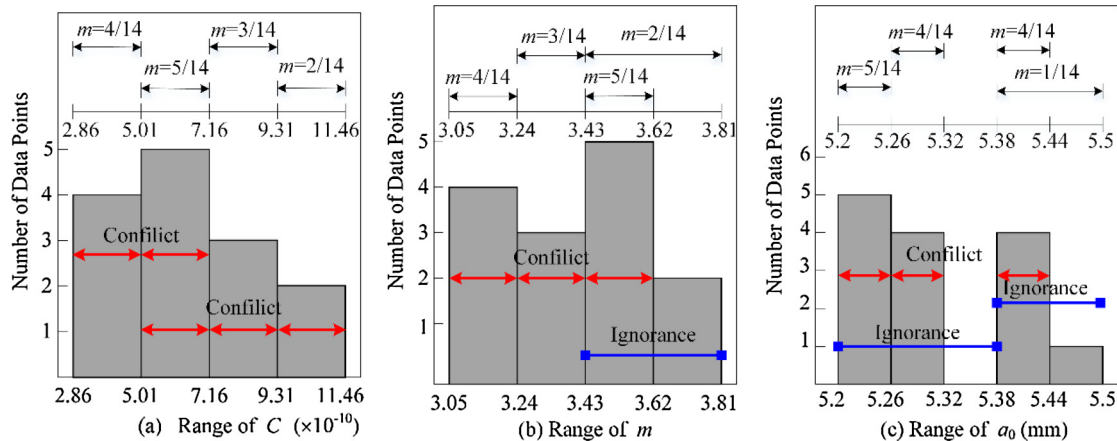 m=4/14
m=3/14
m=5/14
m=2/14
2.86 5.01 7.16 9.31 11.46
Number of Data Points
5
4
3
2
1
Confilict
Confilict
2.86 5.01 7.16 9.31 11.46
(a) Range of C (×10⁻¹⁰)
m=3/14
m=2/14
m=4/14
m=5/14
3.05 3.24 3.43 3.62 3.81
Number of Data Points
5
4
3
2
1
Confilict
Ignorance
3.05 3.24 3.43 3.62 3.81
(b) Range of m
m=4/14
m=4/14
m=5/14
m=1/14
5.2 5.26 5.32 5.38 5.44 5.5
Number of Data Points
6
5
4
3
2
1
Confilict
Ignorance
Ignorance
5.2 5.26 5.32 5.38 5.44 5.5
(c) Range of a₀ (mm)